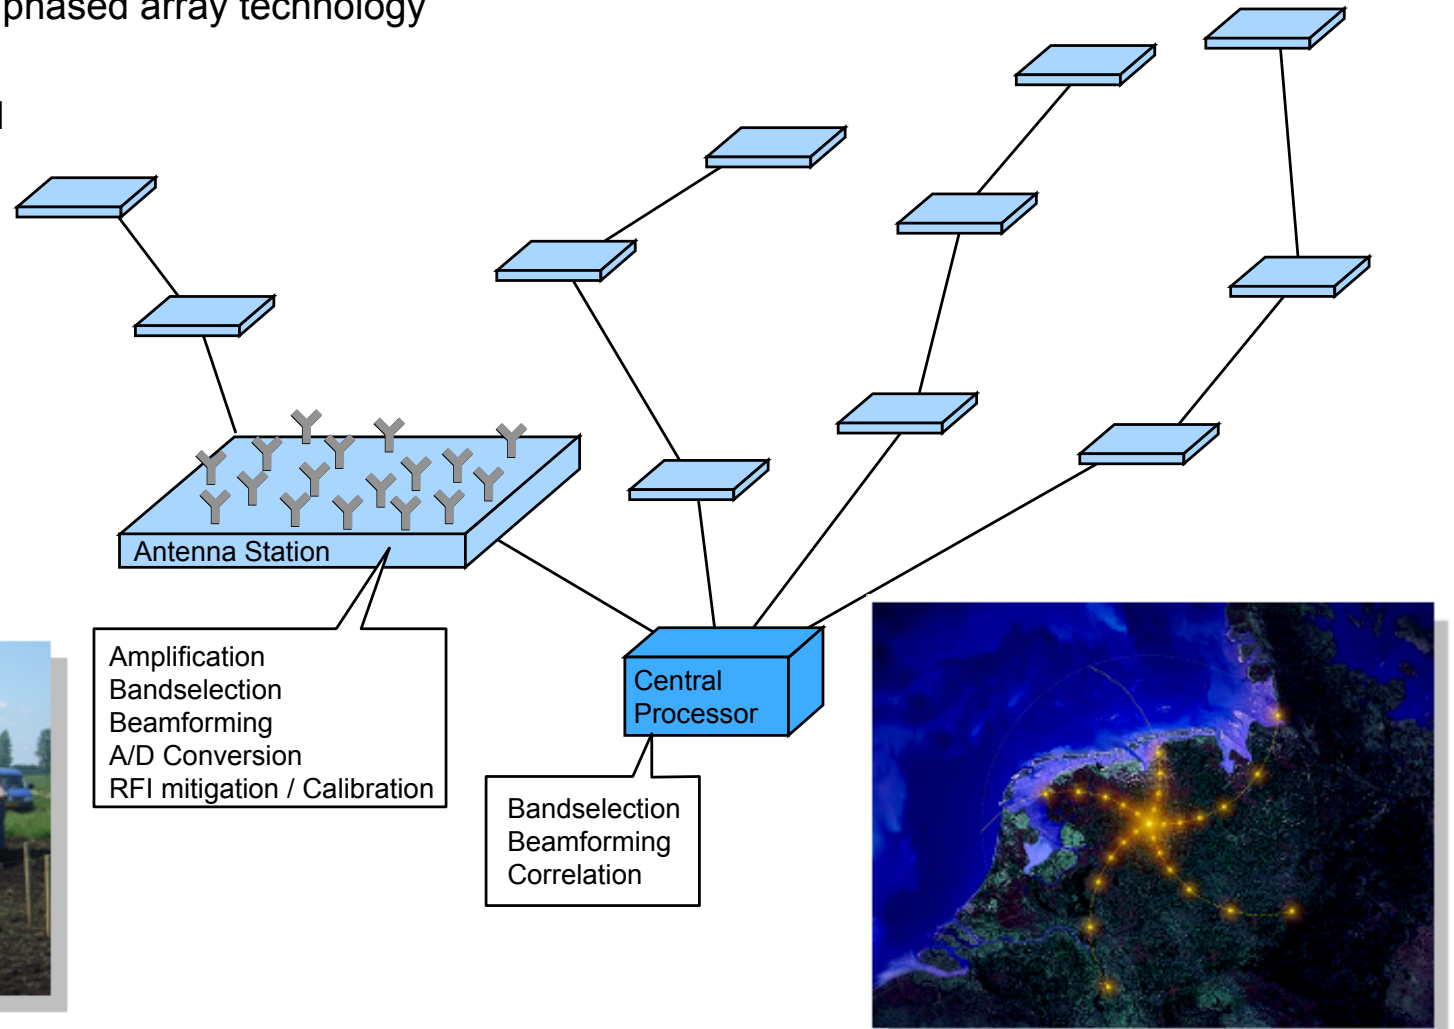 phased array technology
Antenna Station
Amplification
Bandselection
Beamforming
A/D Conversion
RFI mitigation / Calibration
Central
Processor
Bandselection
Beamforming
Correlation